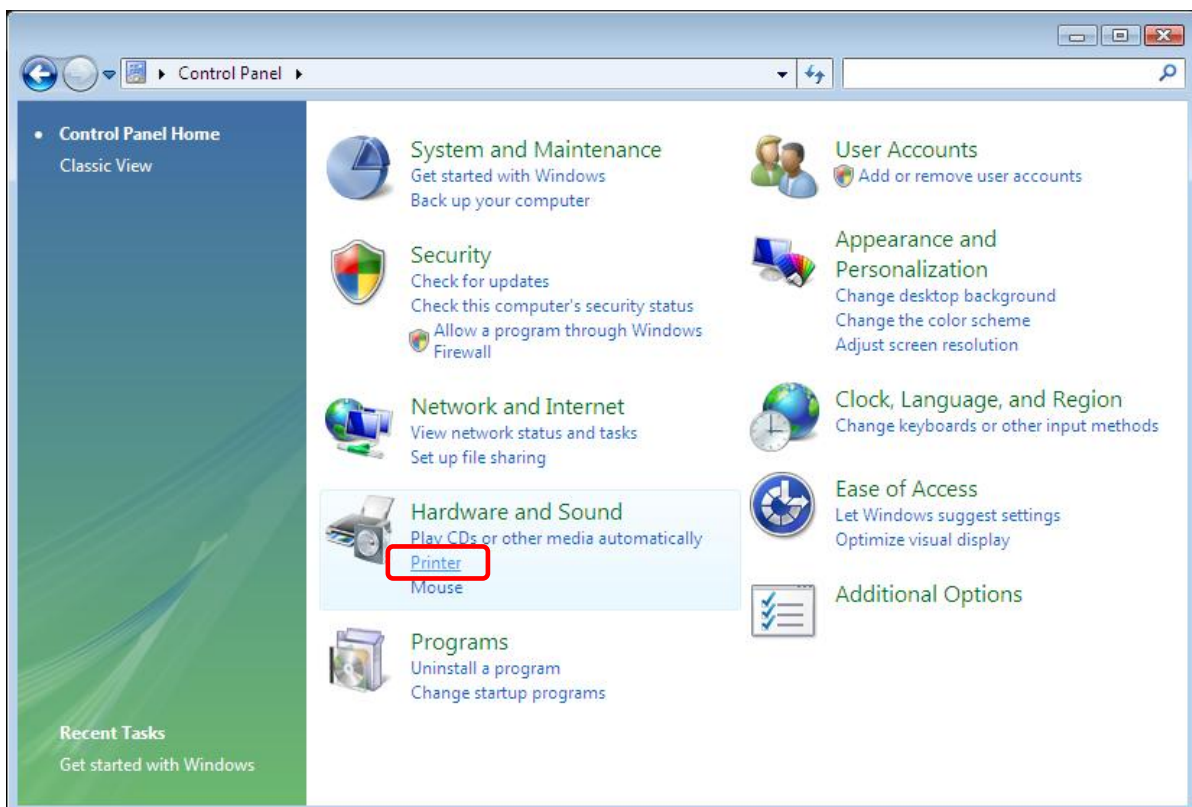 Control Panel
Control Panel Home
Classic View
System and Maintenance
Get started with Windows
Back up your computer
Security
Check for updates
Check this computer's security status
Allow a program through Windows
Firewall
Network and Internet
View network status and tasks
Set up file sharing
Hardware and Sound
Play CDs or other media automatically
Printer
Mouse
Programs
Uninstall a program
Change startup programs
User Accounts
Add or remove user accounts
Appearance and
Personalization
Change desktop background
Change the color scheme
Adjust screen resolution
Clock, Language, and Region
Change keyboards or other input methods
Ease of Access
Let Windows suggest settings
Optimize visual display
Additional Options
Recent Tasks
Get started with Windows